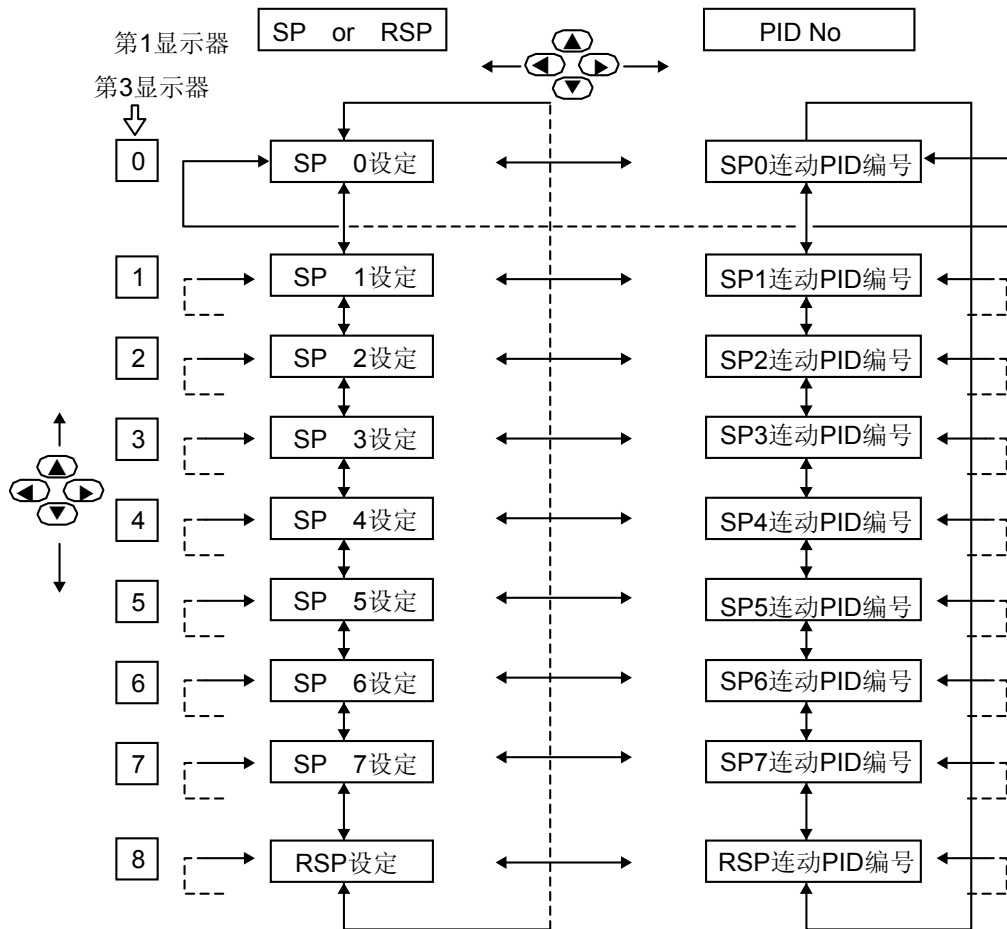 第1显示器
SP or RSP
PID No
第3显示器
0
SP 0设定
SP0连动PID编号
1
SP 1设定
SP1连动PID编号
2
SP 2设定
SP2连动PID编号
3
SP 3设定
SP3连动PID编号
4
SP 4设定
SP4连动PID编号
5
SP 5设定
SP5连动PID编号
6
SP 6设定
SP6连动PID编号
7
SP 7设定
SP7连动PID编号
8
RSP设定
RSP连动PID编号